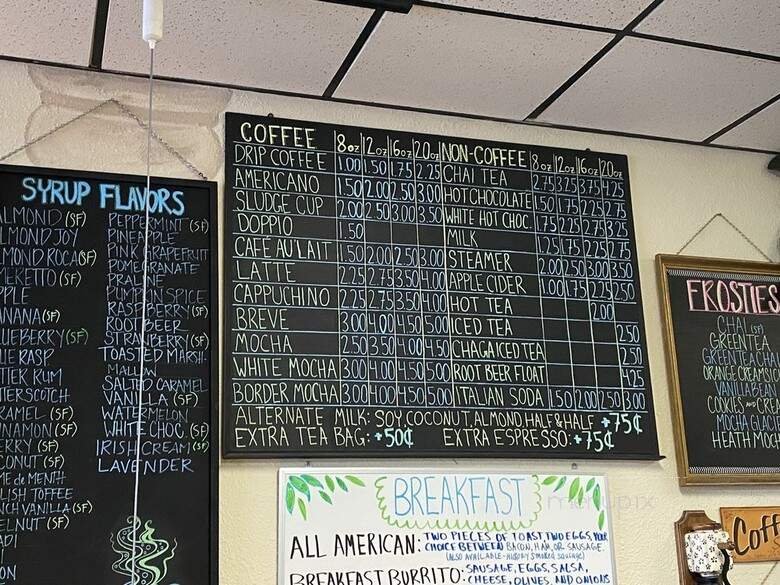 SYRUP FLAVORS
ALMOND (SF)
ALMOND JOY
ALMOND ROCA (SF)
APPLE
BANANA (SF)
BLUEBERRY (SF)
BLUE RASP
BUTTERSCOTCH
CARAMEL (SF)
CINNAMON (SF)
CHERRY (SF)
COCONUT (SF)
CREME de MENTH
ENGLISH TOFFEE
FRENCH VANILLA (SF)
HAZELNUT (SF)
PEPPERMINT (SF)
PINEAPPLE
PINK GRAPEFRUIT
POMEGRANATE
PRALINE
PUMPKIN SPICE
RASPBERRY (SF)
ROOT BEER
STRAWBERRY (SF)
TOASTED MARSH-
MALLOW
SALTED CARAMEL
VANILLA (SF)
WATERMELON
WHITE CHOC. (SF)
IRISH CREAM (SF)
LAVENDER
COFFEE 8oz 12oz 16oz 20oz
DRIP COFFEE 1.00 1.50 1.75 2.25
AMERICANO 1.50 2.00 2.50 3.00
SLUDGE CUP 2.00 2.50 3.00 3.50
DOPPIO 1.50
CAFE AU LAIT 1.50 2.00 2.50 3.00
LATTE 2.25 2.75 3.50 4.00
CAPPUCHINO 2.25 2.75 3.50 4.00
BREVE 3.00 4.00 4.50 5.00
MOCHA 2.50 3.50 4.00 4.50
WHITE MOCHA 3.00 4.00 4.50 5.00
BORDER MOCHA 3.00 4.00 4.50 5.00
NON-COFFEE 8oz 12oz 16oz 20oz
CHAI TEA 2.75 3.25 3.75 4.25
HOT CHOCOLATE 1.50 1.75 2.25 2.75
WHITE HOT CHOC. 1.75 2.25 2.75 3.25
MILK 1.25 1.75 2.25 2.75
STEAMER 2.00 2.50 3.00 3.50
APPLE CIDER 1.00 1.75 2.25 2.50
HOT TEA 2.00
ICED TEA 2.50
CHAGA ICED TEA 2.50
ROOT BEER FLOAT 4.25
ITALIAN SODA 1.50 2.00 2.50 3.00
ALTERNATE MILK: SOY, COCONUT, ALMOND HALF & HALF +75¢
EXTRA TEA BAG: +50¢ EXTRA ESPRESSO: +75¢
FROSTIES
CHAI (SF)
GREEN TEA
GREEN TEA CHAI
ORANGE CREAMSI
VANILLA BEAN
COOKIES AND CRE
MOCHA GLACI
HEATH MOC
BREAKFAST
ALL AMERICAN: TWO PIECES OF TOAST, TWO EGGS, YOUR
CHOICE BETWEEN BACON, HAM, OR SAUSAGE.
(ALSO AVAILABLE - HICKORY SMOKED SAUSAGE)
BREAKFAST BURRITO: SAUSAGE, EGGS, SALSA,
CHEESE, OLIVES, AND ONIONS
Coff
menupix